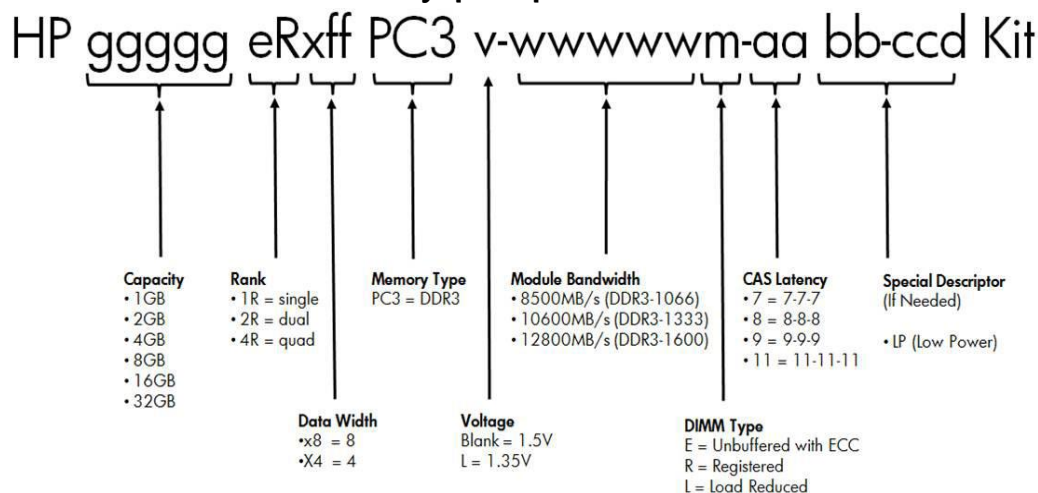 HP ggggg eRxff PC3 v-wwwwwm-aa bb-ccd Kit
Capacity
• 1GB
• 2GB
• 4GB
• 8GB
• 16GB
• 32GB
Rank
• 1R = single
• 2R = dual
• 4R = quad
Memory Type
PC3 = DDR3
Module Bandwidth
• 8500MB/s (DDR3-1066)
• 10600MB/s (DDR3-1333)
• 12800MB/s (DDR3-1600)
CAS Latency
• 7 = 7-7-7
• 8 = 8-8-8
• 9 = 9-9-9
• 11 = 11-11-11
Special Descriptor
(If Needed)
• LP (Low Power)
Data Width
•x8 = 8
•X4 = 4
Voltage
Blank = 1.5V
L = 1.35V
DIMM Type
E = Unbuffered with ECC
R = Registered
L = Load Reduced